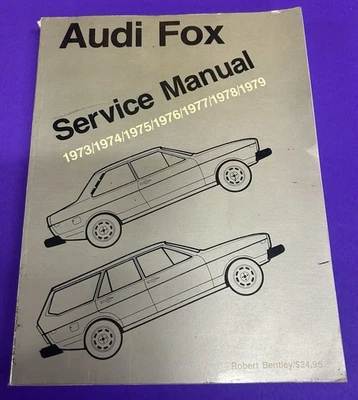 Audi Fox
Service Manual
1973/1974/1975/1976/1977/1978/1979
Robert Bentley/$24.95